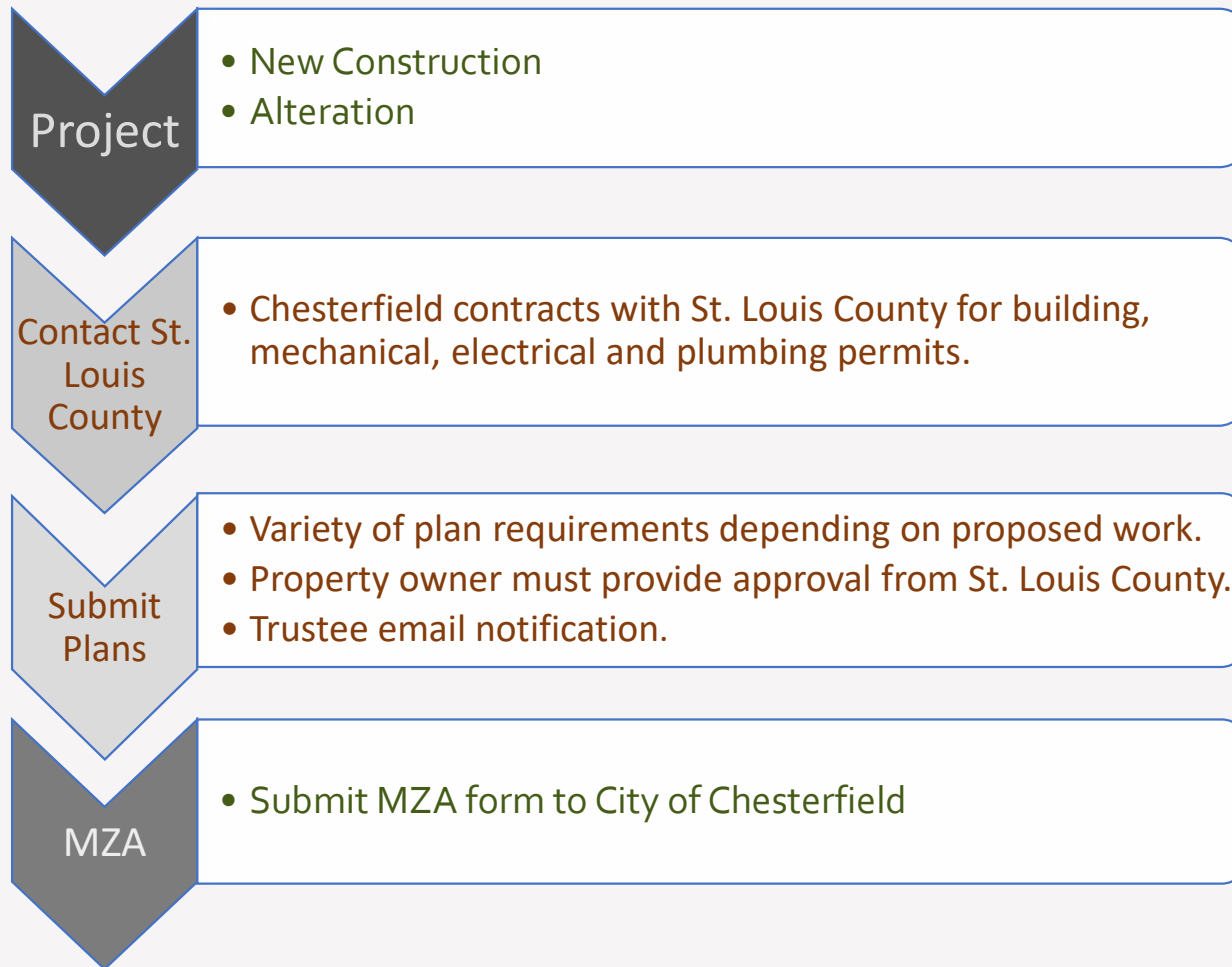 Project
• New Construction
• Alteration
Contact St.
Louis
County
• Chesterfield contracts with St. Louis County for building,
mechanical, electrical and plumbing permits.
Submit
Plans
• Variety of plan requirements depending on proposed work.
• Property owner must provide approval from St. Louis County.
• Trustee email notification.
MZA
• Submit MZA form to City of Chesterfield